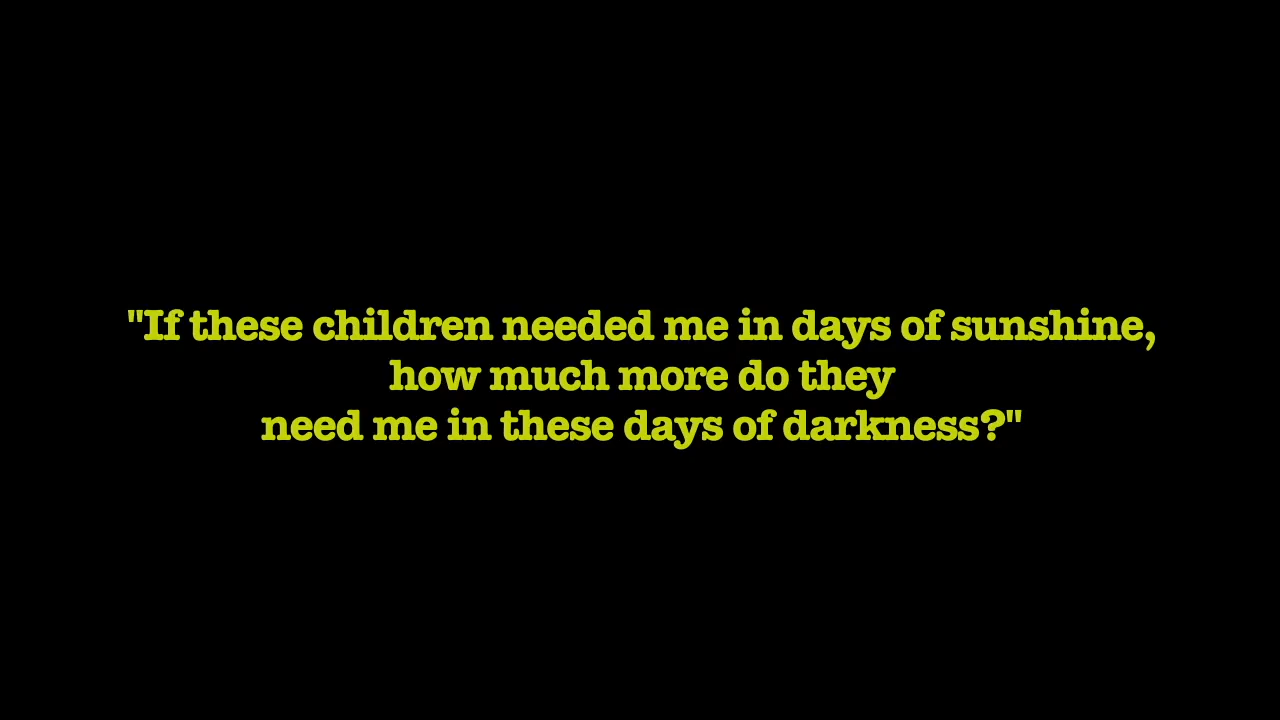 "If these children needed me in days of sunshine,
how much more do they
need me in these days of darkness?"